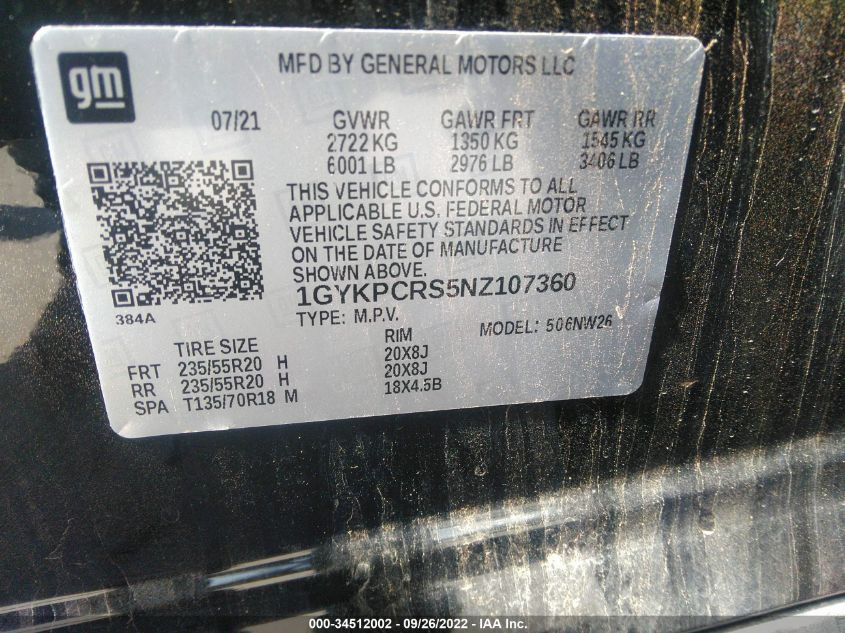 gm
MFD BY GENERAL MOTORS LLC
07/21 GVWR GAWR FRT GAWR RR
2722 KG 1350 KG 1545 KG
6001 LB 2976 LB 3406 LB
THIS VEHICLE CONFORMS TO ALL
APPLICABLE U.S. FEDERAL MOTOR
VEHICLE SAFETY STANDARDS IN EFFECT
ON THE DATE OF MANUFACTURE
SHOWN ABOVE.
1GYKPCRS5NZ107360
384A
TYPE: M.P.V. MODEL: 506NW26
TIRE SIZE RIM
FRT 235/55R20 H 20X8J
RR 235/55R20 H 20X8J
SPA T135/70R18 M 18X4.5B
000-34512002 - 09/26/2022 - IAA Inc.